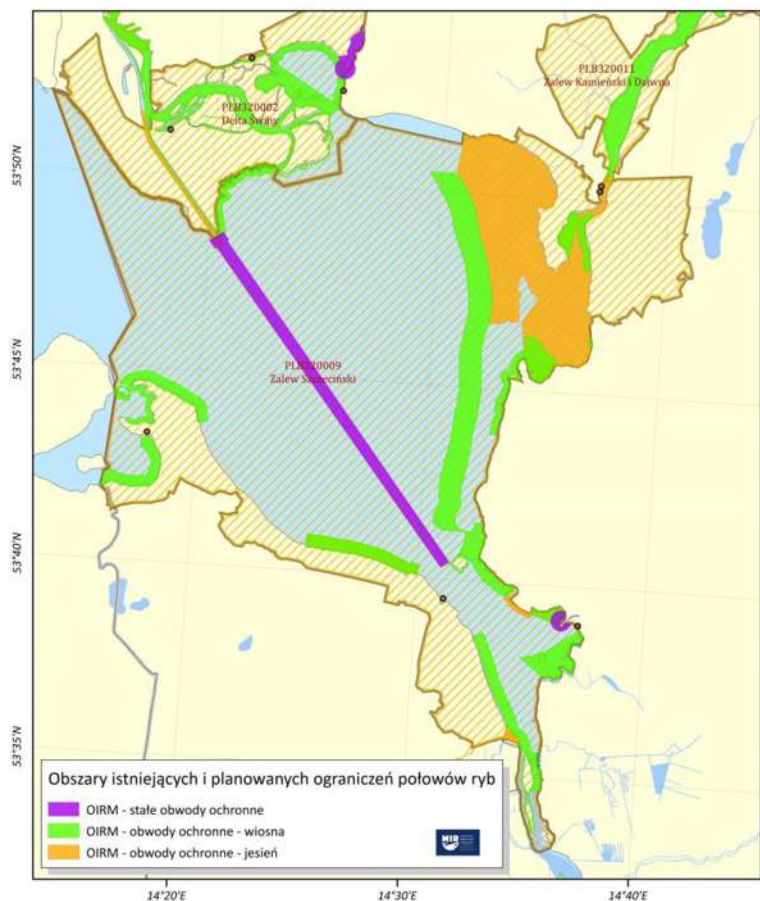 PLB320011
Zalew Kamieński i Dziwna
PLB320002
Delta Świny
53°50'N
53°45'N
PLB320009
Zalew Szczeciński
53°40'N
53°35'N
Obszary istniejących i planowanych ograniczeń połowów ryb
OIRM - stałe obwody ochronne
OIRM - obwody ochronne - wiosna
OIRM - obwody ochronne - jesień
MIR
14°20'E
14°30'E
14°40'E